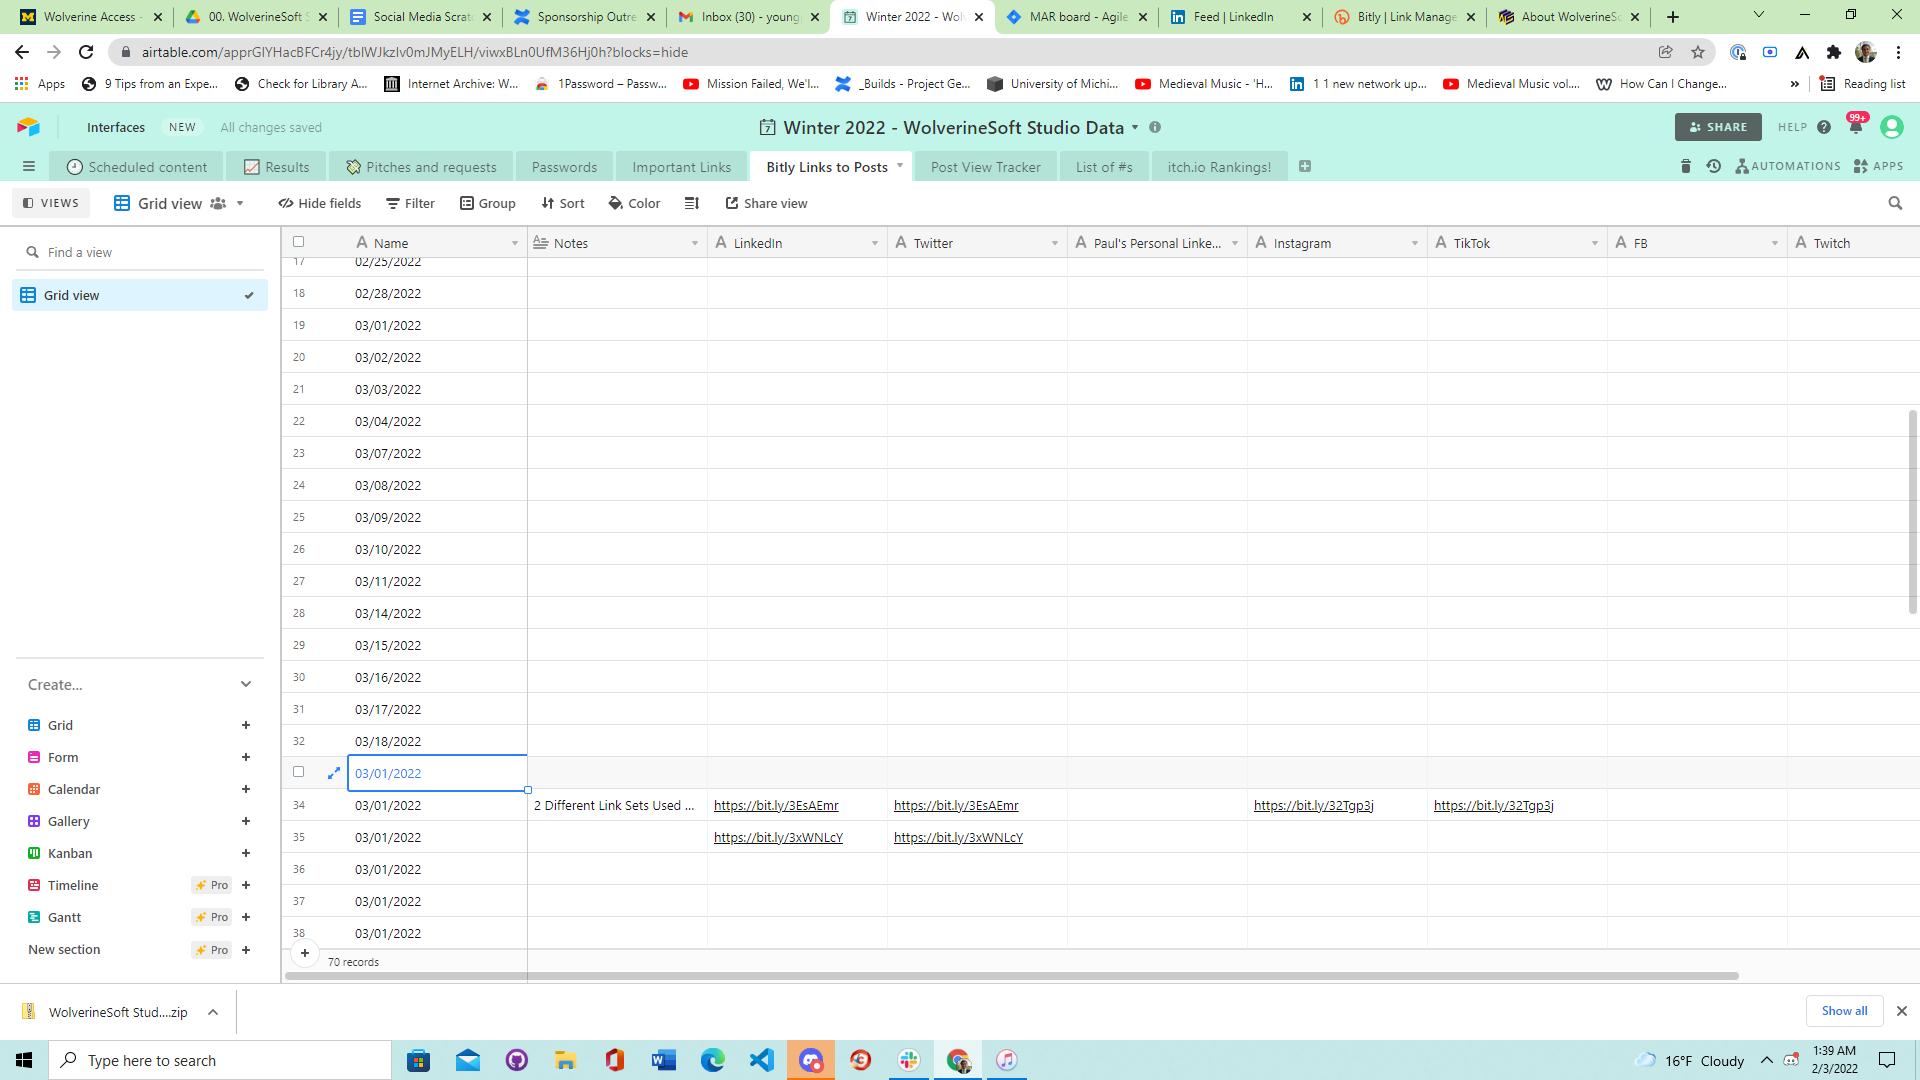 Wolverine Access -
00. WolverineSoft S
Social Media Scrat
Sponsorship Outre
Inbox (30) - young
Winter 2022 - Wol
MAR board - Agile
Feed | LinkedIn
Bitly | Link Manage
About WolverineSo
airtable.com/apprGlYHacBFCr4jy/tblWJkzIv0mJMyELH/viwxBLn0UfM36Hj0h?blocks=hide
Apps
9 Tips from an Expe...
Check for Library A...
Internet Archive: W...
1Password – Passw...
Mission Failed, We'l...
_Builds - Project Ge...
University of Michi...
Medieval Music - 'H...
1 1 new network up...
Medieval Music vol....
How Can I Change...
»
Reading list
Interfaces
NEW
All changes saved
Winter 2022 - WolverineSoft Studio Data
SHARE
HELP
99+
Scheduled content
Results
Pitches and requests
Passwords
Important Links
Bitly Links to Posts
Post View Tracker
List of #s
itch.io Rankings!
AUTOMATIONS
APPS
VIEWS
Grid view
Hide fields
Filter
Group
Sort
Color
Share view
Find a view
Grid view
Create...
Grid
Form
Calendar
Gallery
Kanban
Timeline Pro
Gantt Pro
New section Pro
Name Notes LinkedIn Twitter Paul's Personal Linke... Instagram TikTok FB Twitch
17 02/25/2022
18 02/28/2022
19 03/01/2022
20 03/02/2022
21 03/03/2022
22 03/04/2022
23 03/07/2022
24 03/08/2022
25 03/09/2022
26 03/10/2022
27 03/11/2022
28 03/14/2022
29 03/15/2022
30 03/16/2022
31 03/17/2022
32 03/18/2022
03/01/2022
34 03/01/2022 2 Different Link Sets Used ... https://bit.ly/3EsAEmr https://bit.ly/3EsAEmr https://bit.ly/32Tgp3j https://bit.ly/32Tgp3j
35 03/01/2022 https://bit.ly/3xWNLcY https://bit.ly/3xWNLcY
36 03/01/2022
37 03/01/2022
38 03/01/2022
70 records
WolverineSoft Stud....zip
Show all
Type here to search
16°F Cloudy
1:39 AM
2/3/2022